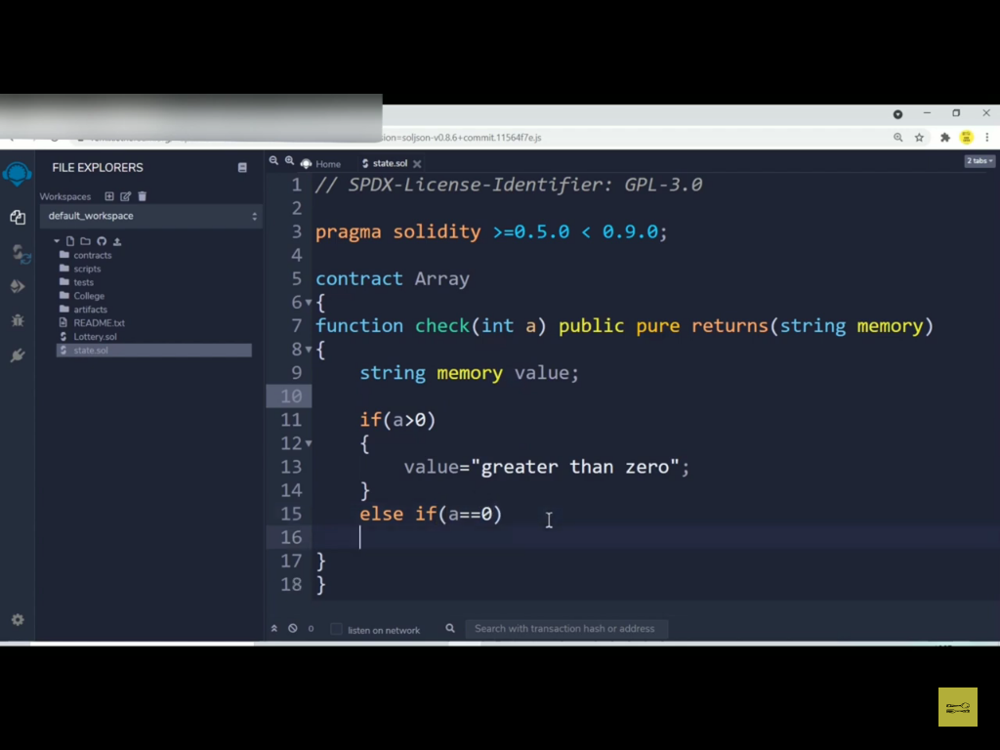 ion=soljson-v0.8.6+commit.11564f7e.js
FILE EXPLORERS
Home
state.sol
2 tabs
Workspaces
default_workspace
contracts
scripts
tests
College
artifacts
README.txt
Lottery.sol
state.sol
1 // SPDX-License-Identifier: GPL-3.0
2
3 pragma solidity >=0.5.0 < 0.9.0;
4
5 contract Array
6 {
7 function check(int a) public pure returns(string memory)
8 {
9 string memory value;
10
11 if(a>0)
12 {
13 value="greater than zero";
14 }
15 else if(a==0)
16
17 }
18 }
0 listen on network Search with transaction hash or address